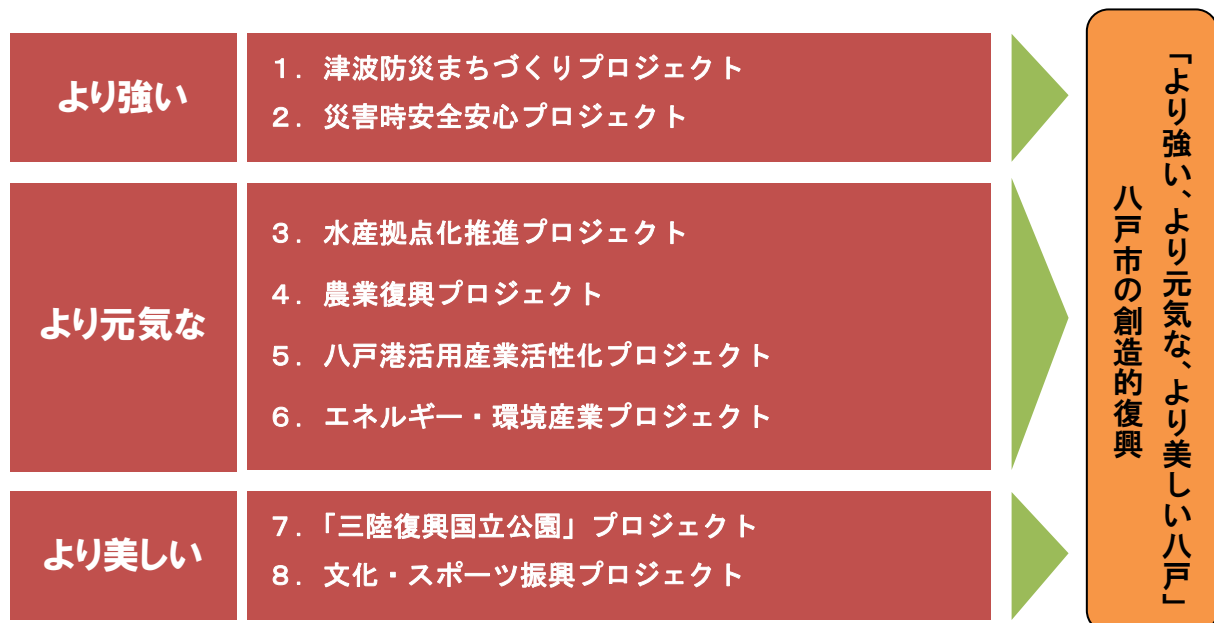 より強い
１．津波防災まちづくりプロジェクト
２．災害時安全安心プロジェクト
より元気な
３．水産拠点化推進プロジェクト
４．農業復興プロジェクト
５．八戸港活用産業活性化プロジェクト
６．エネルギー・環境産業プロジェクト
より美しい
７．「三陸復興国立公園」プロジェクト
８．文化・スポーツ振興プロジェクト
「より強い、より元気な、より美しい八戸」
八戸市の創造的復興